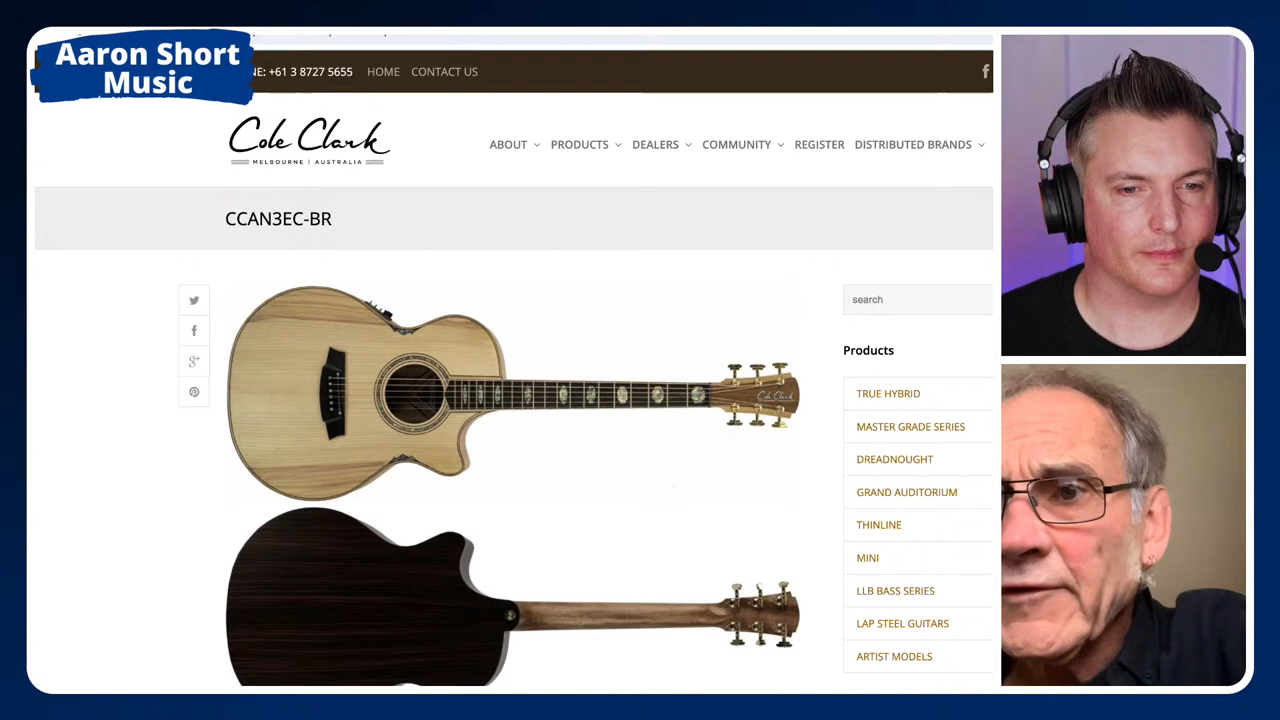 Aaron Short
Music
NE: +61 3 8727 5655
HOME
CONTACT US
Cole Clark
MELBOURNE | AUSTRALIA
ABOUT
PRODUCTS
DEALERS
COMMUNITY
REGISTER
DISTRIBUTED BRANDS
CCAN3EC-BR
search
Products
TRUE HYBRID
MASTER GRADE SERIES
DREADNOUGHT
GRAND AUDITORIUM
THINLINE
MINI
LLB BASS SERIES
LAP STEEL GUITARS
ARTIST MODELS
Cole Clark